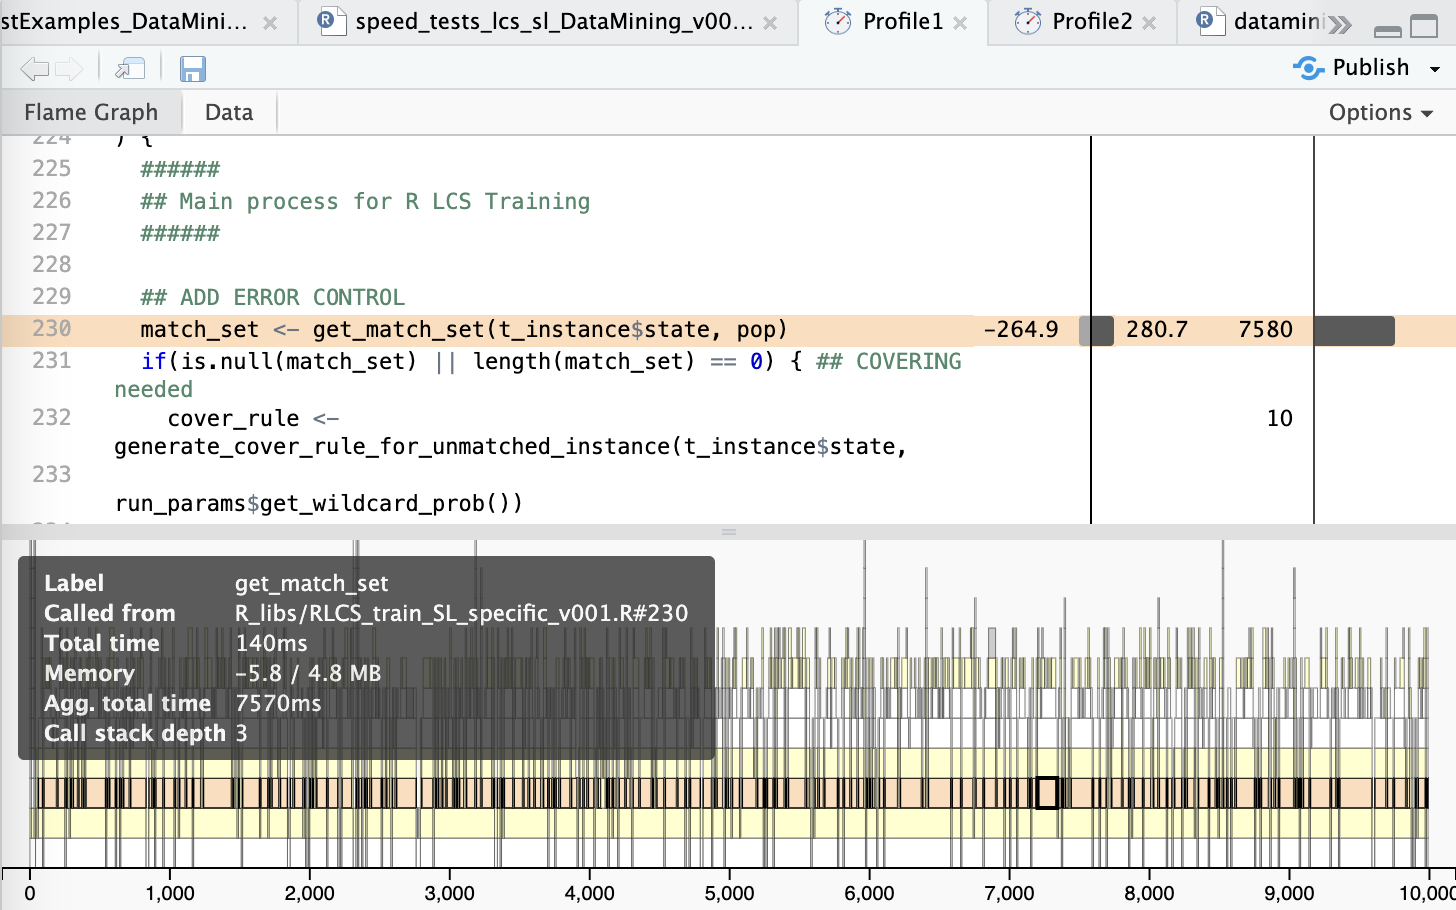 stExamples_DataMini... × speed_tests_lcs_sl_DataMining_v00... × Profile1 × Profile2 × datamini
Publish
Flame Graph Data Options
224 ) {
225 ######
226 ## Main process for R LCS Training
227 ######
228
229 ## ADD ERROR CONTROL
230 match_set <- get_match_set(t_instance$state, pop) -264.9 280.7 7580
231 if(is.null(match_set) || length(match_set) == 0) { ## COVERING
needed
232 cover_rule <- 10
generate_cover_rule_for_unmatched_instance(t_instance$state,
233
run_params$get_wildcard_prob())
Label get_match_set
Called from R_libs/RLCS_train_SL_specific_v001.R#230
Total time 140ms
Memory -5.8 / 4.8 MB
Agg. total time 7570ms
Call stack depth 3
0 1,000 2,000 3,000 4,000 5,000 6,000 7,000 8,000 9,000 10,000